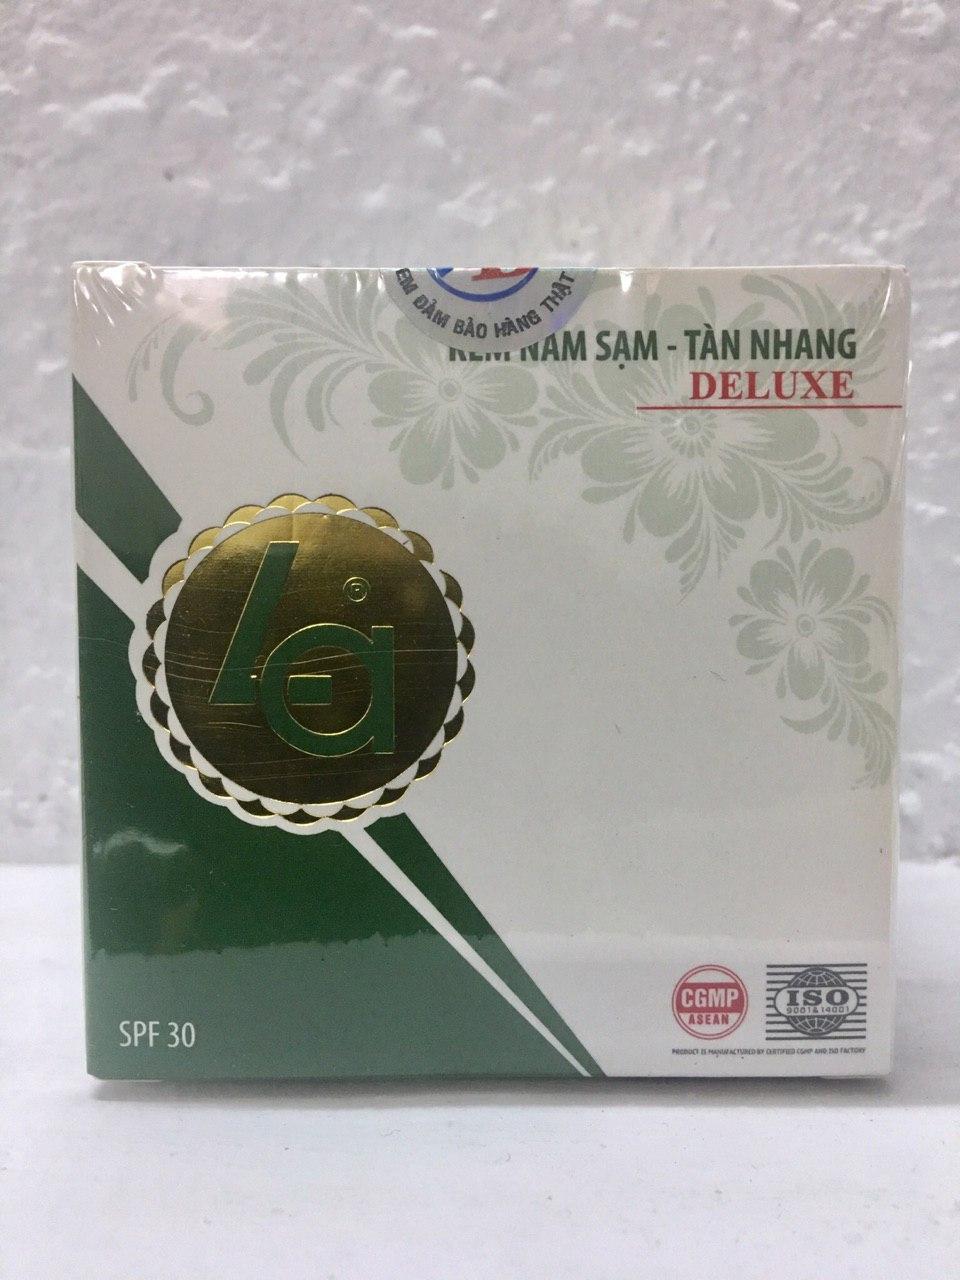 ĐẢM BẢO HÀNG THẬT
NÁM SẠM - TÀN NHANG
DELUXE
La
®
SPF 30
CGMP
ASEAN
ISO
9001 & 14001
PRODUCT IS MANUFACTURED BY CERTIFIED CGMP AND ISO FACTORY